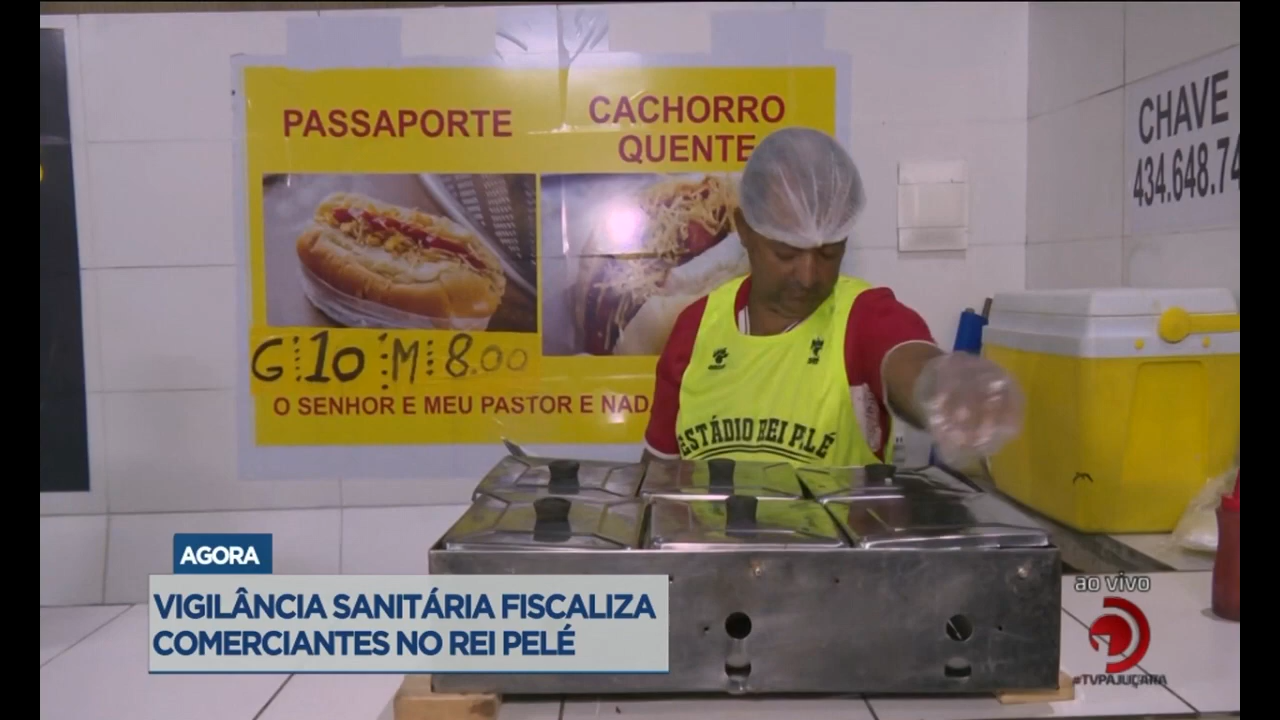 PASSAPORTE
CACHORRO
QUENTE
G 10 M 8.00
O SENHOR E MEU PASTOR E
CHAVE
434.648.74
ESTÁDIO REI PELÉ
AGORA
VIGILÂNCIA SANITÁRIA FISCALIZA
COMERCIANTES NO REI PELÉ
ao vivo
#TVPAJUÇARA